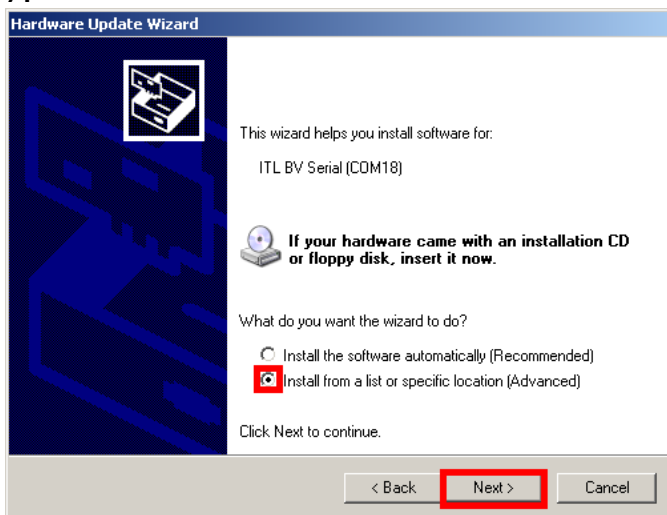 Hardware Update Wizard
This wizard helps you install software for:
ITL BV Serial (COM18)
If your hardware came with an installation CD
or floppy disk, insert it now.
What do you want the wizard to do?
Install the software automatically (Recommended)
Install from a list or specific location (Advanced)
Click Next to continue.
< Back
Next >
Cancel